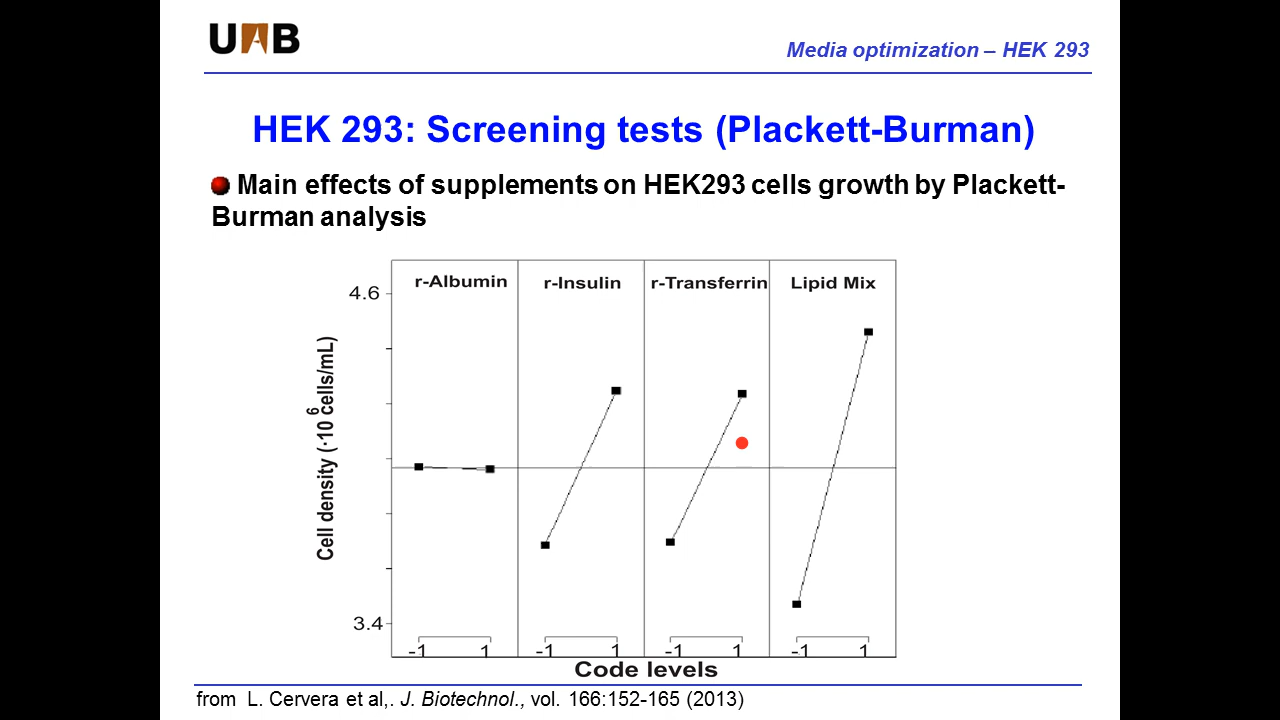 UAB
Media optimization – HEK 293
HEK 293: Screening tests (Plackett-Burman)
Main effects of supplements on HEK293 cells growth by Plackett-
Burman analysis
r-Albumin
r-Insulin
r-Transferrin
Lipid Mix
4.6
Cell density (·10⁶ cells/mL)
3.4
-1 1 -1 1 -1 1 -1 1
Code levels
from L. Cervera et al,. J. Biotechnol., vol. 166:152-165 (2013)